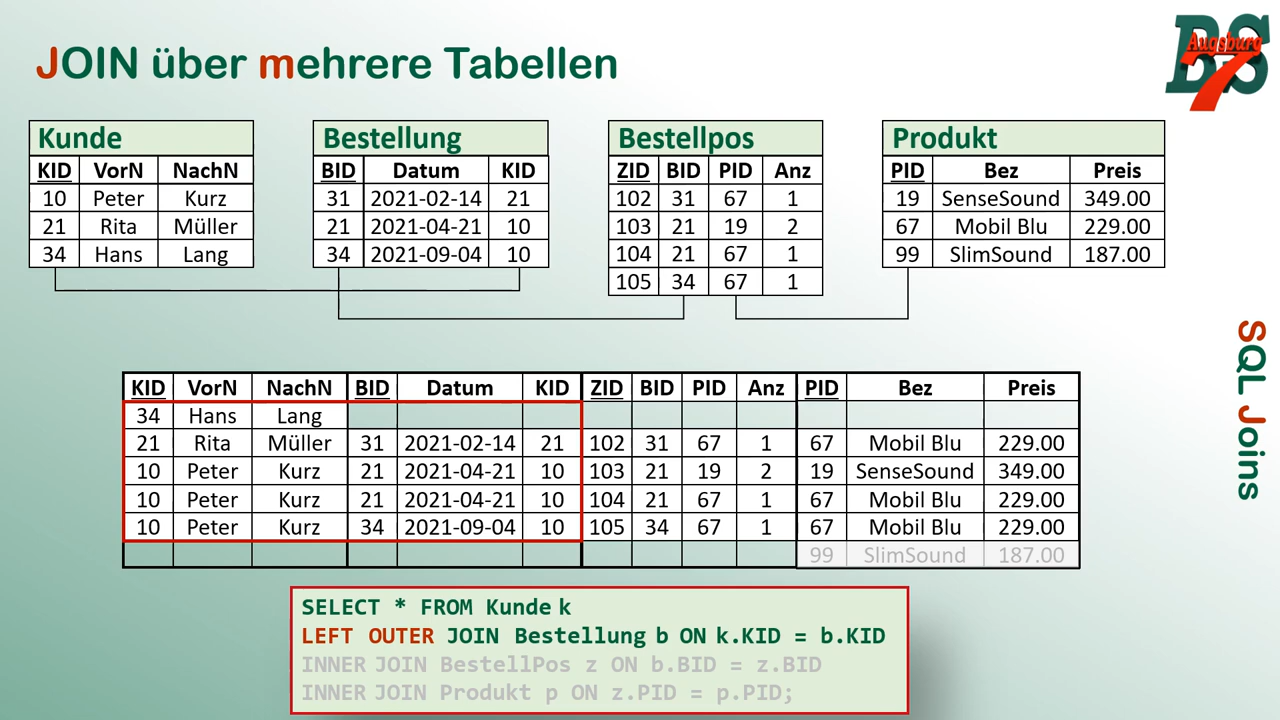 JOIN über mehrere Tabellen
BS
Augsburg
7
Kunde
KID VorN NachN
10 Peter Kurz
21 Rita Müller
34 Hans Lang
Bestellung
BID Datum KID
31 2021-02-14 21
21 2021-04-21 10
34 2021-09-04 10
Bestellpos
ZID BID PID Anz
102 31 67 1
103 21 19 2
104 21 67 1
105 34 67 1
Produkt
PID Bez Preis
19 SenseSound 349.00
67 Mobil Blu 229.00
99 SlimSound 187.00
SQL Joins
KID VorN NachN BID Datum KID ZID BID PID Anz PID Bez Preis
34 Hans Lang
21 Rita Müller 31 2021-02-14 21 102 31 67 1 67 Mobil Blu 229.00
10 Peter Kurz 21 2021-04-21 10 103 21 19 2 19 SenseSound 349.00
10 Peter Kurz 21 2021-04-21 10 104 21 67 1 67 Mobil Blu 229.00
10 Peter Kurz 34 2021-09-04 10 105 34 67 1 67 Mobil Blu 229.00
99 SlimSound 187.00
SELECT * FROM Kunde k
LEFT OUTER JOIN Bestellung b ON k.KID = b.KID
INNER JOIN BestellPos z ON b.BID = z.BID
INNER JOIN Produkt p ON z.PID = p.PID;